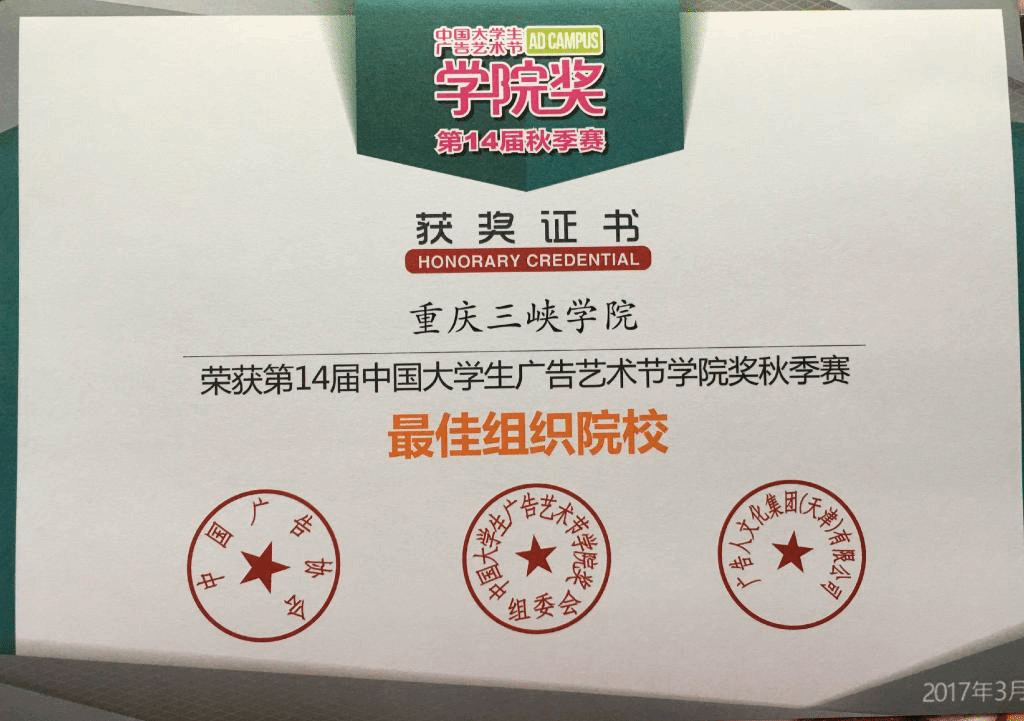 中国大学生
广告艺术节 AD CAMPUS
学院奖
第14届秋季赛
获奖证书
HONORARY CREDENTIAL
重庆三峡学院
荣获第14届中国大学生广告艺术节学院奖秋季赛
最佳组织院校
中国广告协会
中国大学生广告艺术节学院奖
组委会
广告人文化集团(天津)有限公司
2017年3月